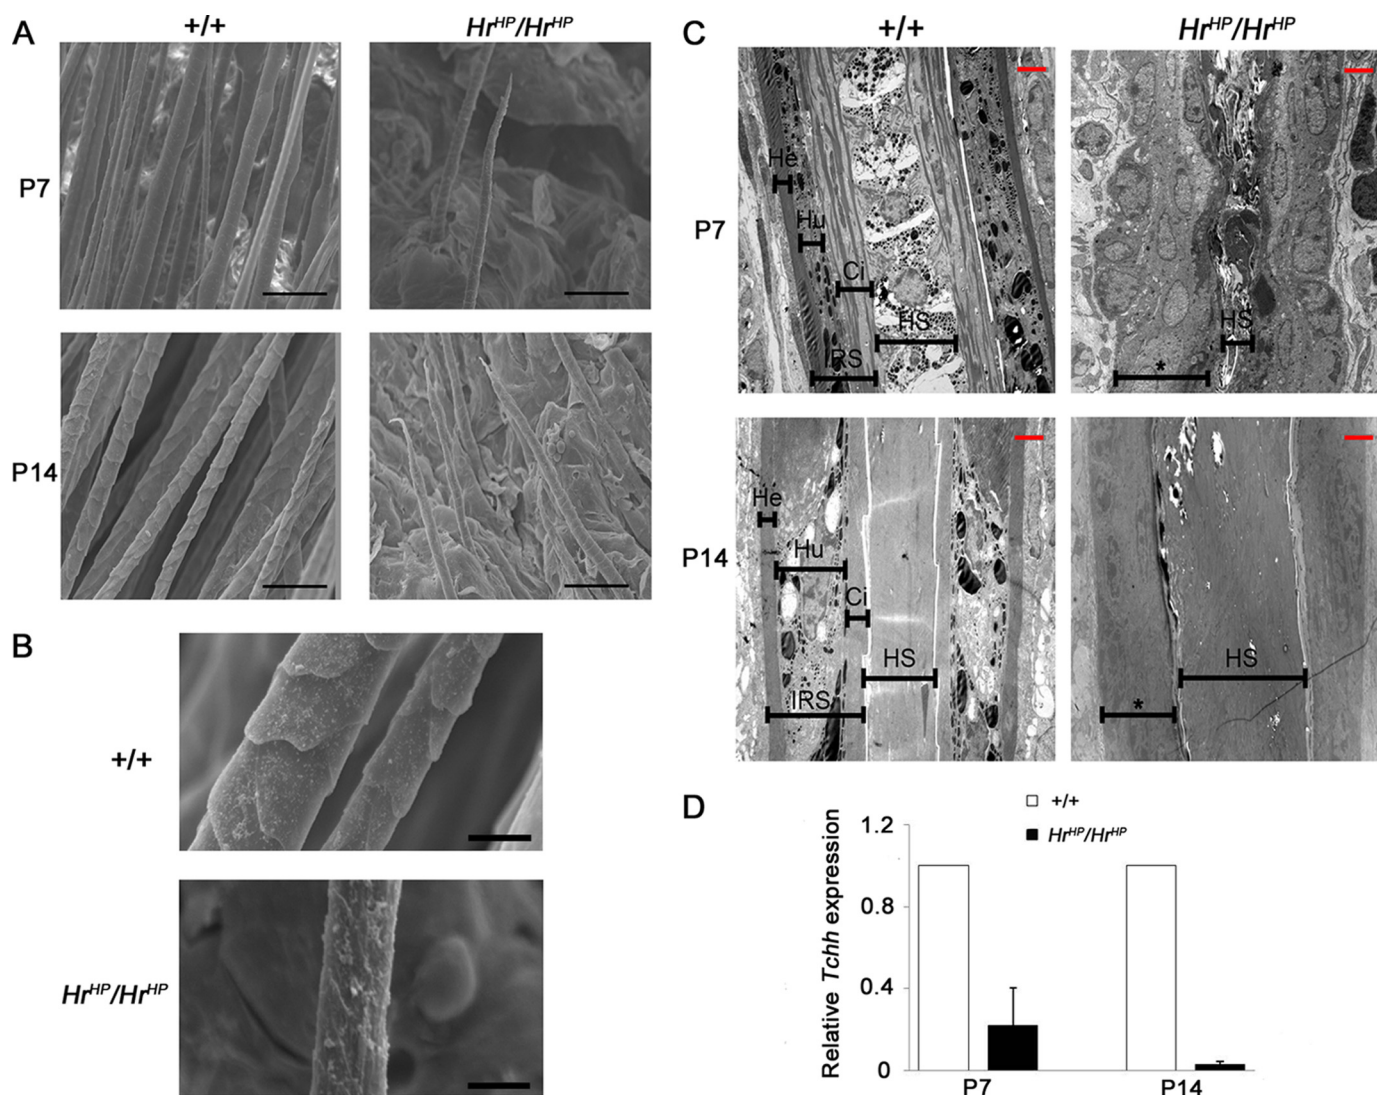 A
+/+
Hr^HP/Hr^HP
P7
P14
B
+/+
Hr^HP/Hr^HP
C
+/+
Hr^HP/Hr^HP
P7
He
Hu
Ci
HS
IRS
HS
*
P14
He
Hu
Ci
HS
IRS
HS
*
D
+/+
Hr^HP/Hr^HP
Relative Tchh expression
1.2
0.8
0.4
0
P7
P14